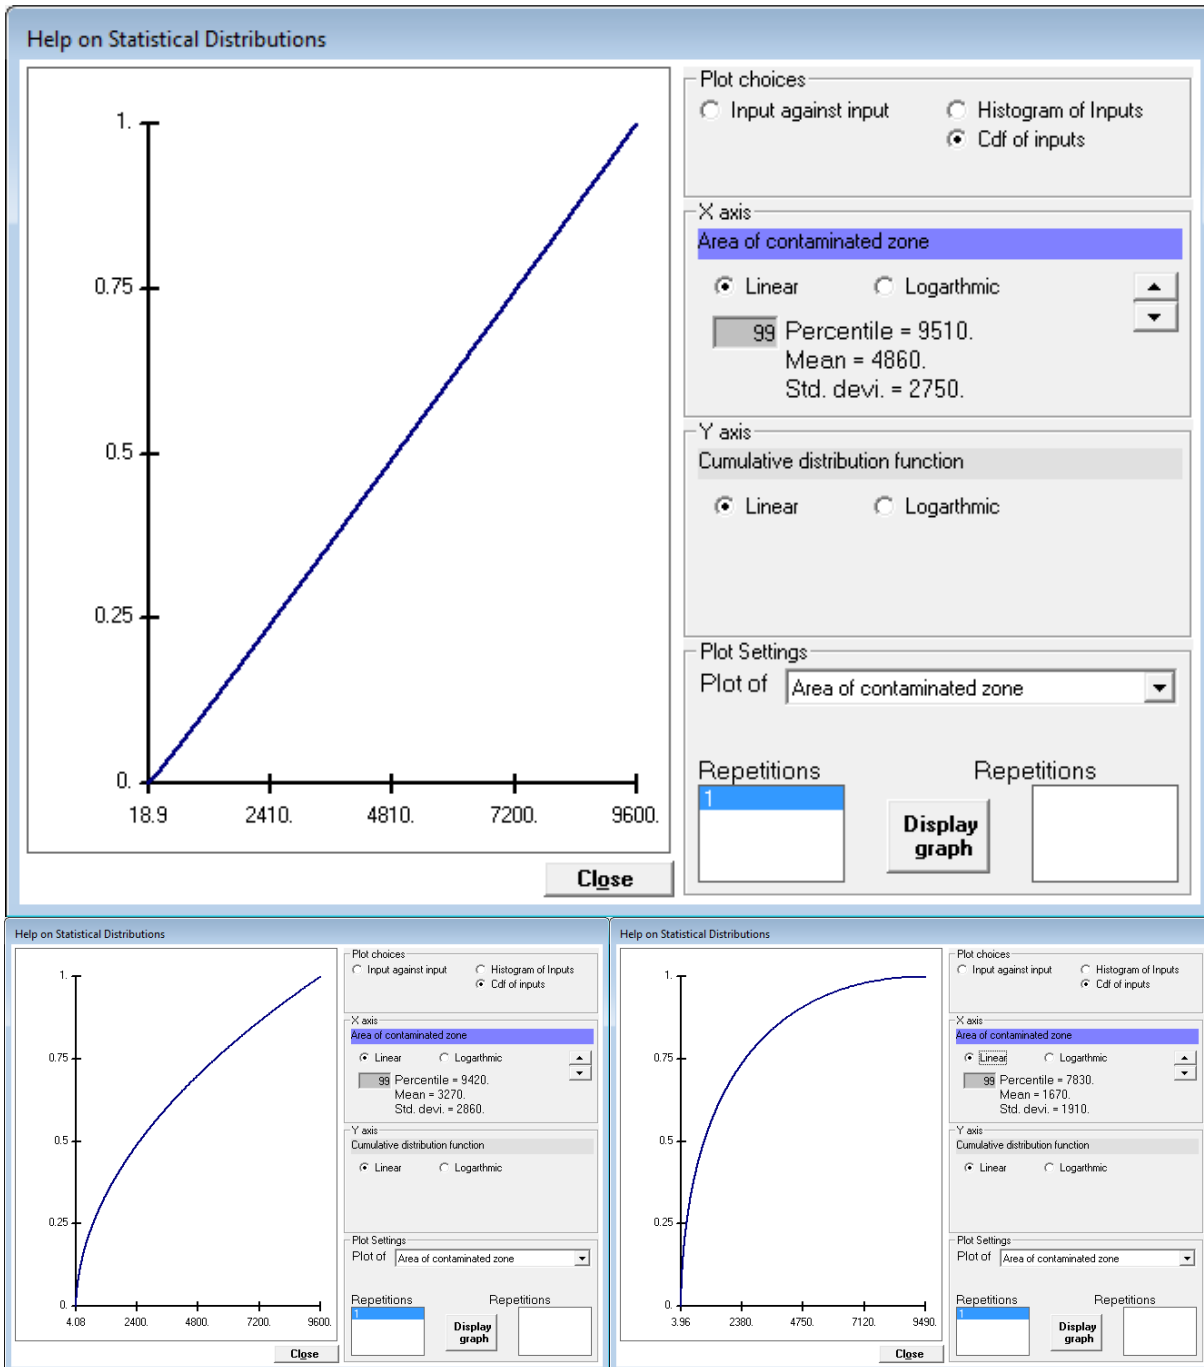 Help on Statistical Distributions
1.
0.75
0.5
0.25
0.
18.9 2410. 4810. 7200. 9600.
Close
Plot choices
Input against input Histogram of Inputs
Cdf of inputs
X axis
Area of contaminated zone
Linear Logarthmic
99 Percentile = 9510.
Mean = 4860.
Std. devi. = 2750.
Y axis
Cumulative distribution function
Linear Logarthmic
Plot Settings
Plot of Area of contaminated zone
Repetitions Repetitions
1
Display
graph
Help on Statistical Distributions
1.
0.75
0.5
0.25
0.
4.08 2400. 4800. 7200. 9600.
Close
Plot choices
Input against input Histogram of Inputs
Cdf of inputs
X axis
Area of contaminated zone
Linear Logarthmic
99 Percentile = 9420.
Mean = 3270.
Std. devi. = 2860.
Y axis
Cumulative distribution function
Linear Logarthmic
Plot Settings
Plot of Area of contaminated zone
Repetitions Repetitions
1
Display
graph
Help on Statistical Distributions
1.
0.75
0.5
0.25
0.
3.96 2380. 4750. 7120. 9490.
Close
Plot choices
Input against input Histogram of Inputs
Cdf of inputs
X axis
Area of contaminated zone
Linear Logarthmic
99 Percentile = 7830.
Mean = 1670.
Std. devi. = 1910.
Y axis
Cumulative distribution function
Linear Logarthmic
Plot Settings
Plot of Area of contaminated zone
Repetitions Repetitions
1
Display
graph